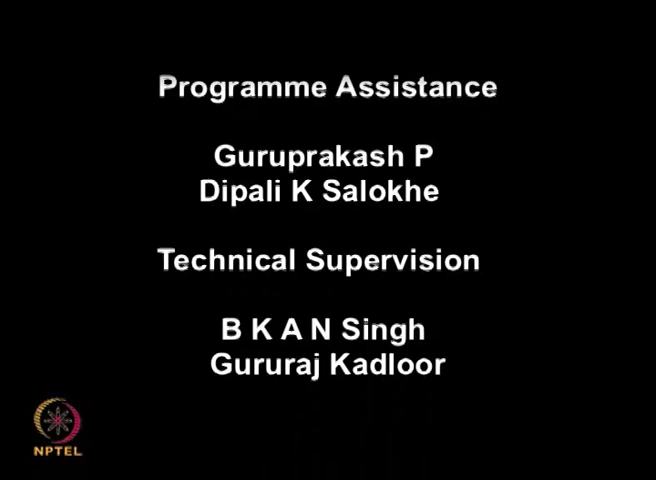 Programme Assistance
Guruprakash P
Dipali K Salokhe
Technical Supervision
B K A N Singh
Gururaj Kadloor
NPTEL